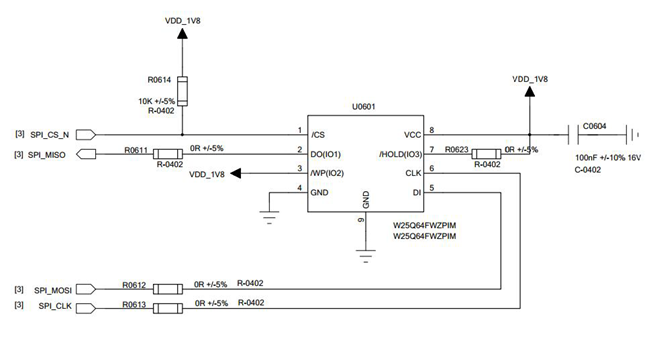 VDD_1V8
R0614
10K +/-5%
R-0402
VDD_1V8
U0601
C0604
100nF +/-10% 16V
C-0402
[3] SPI_CS_N
1
/CS
VCC
8
[3] SPI_MISO
R0611
0R +/-5%
R-0402
2
DO(IO1)
/HOLD(IO3)
7
R0623
0R +/-5%
R-0402
VDD_1V8
3
/WP(IO2)
CLK
6
4
GND
DI
5
GND
9
W25Q64FWZPIM
W25Q64FWZPIM
[3] SPI_MOSI
R0612
0R +/-5%
R-0402
[3] SPI_CLK
R0613
0R +/-5%
R-0402